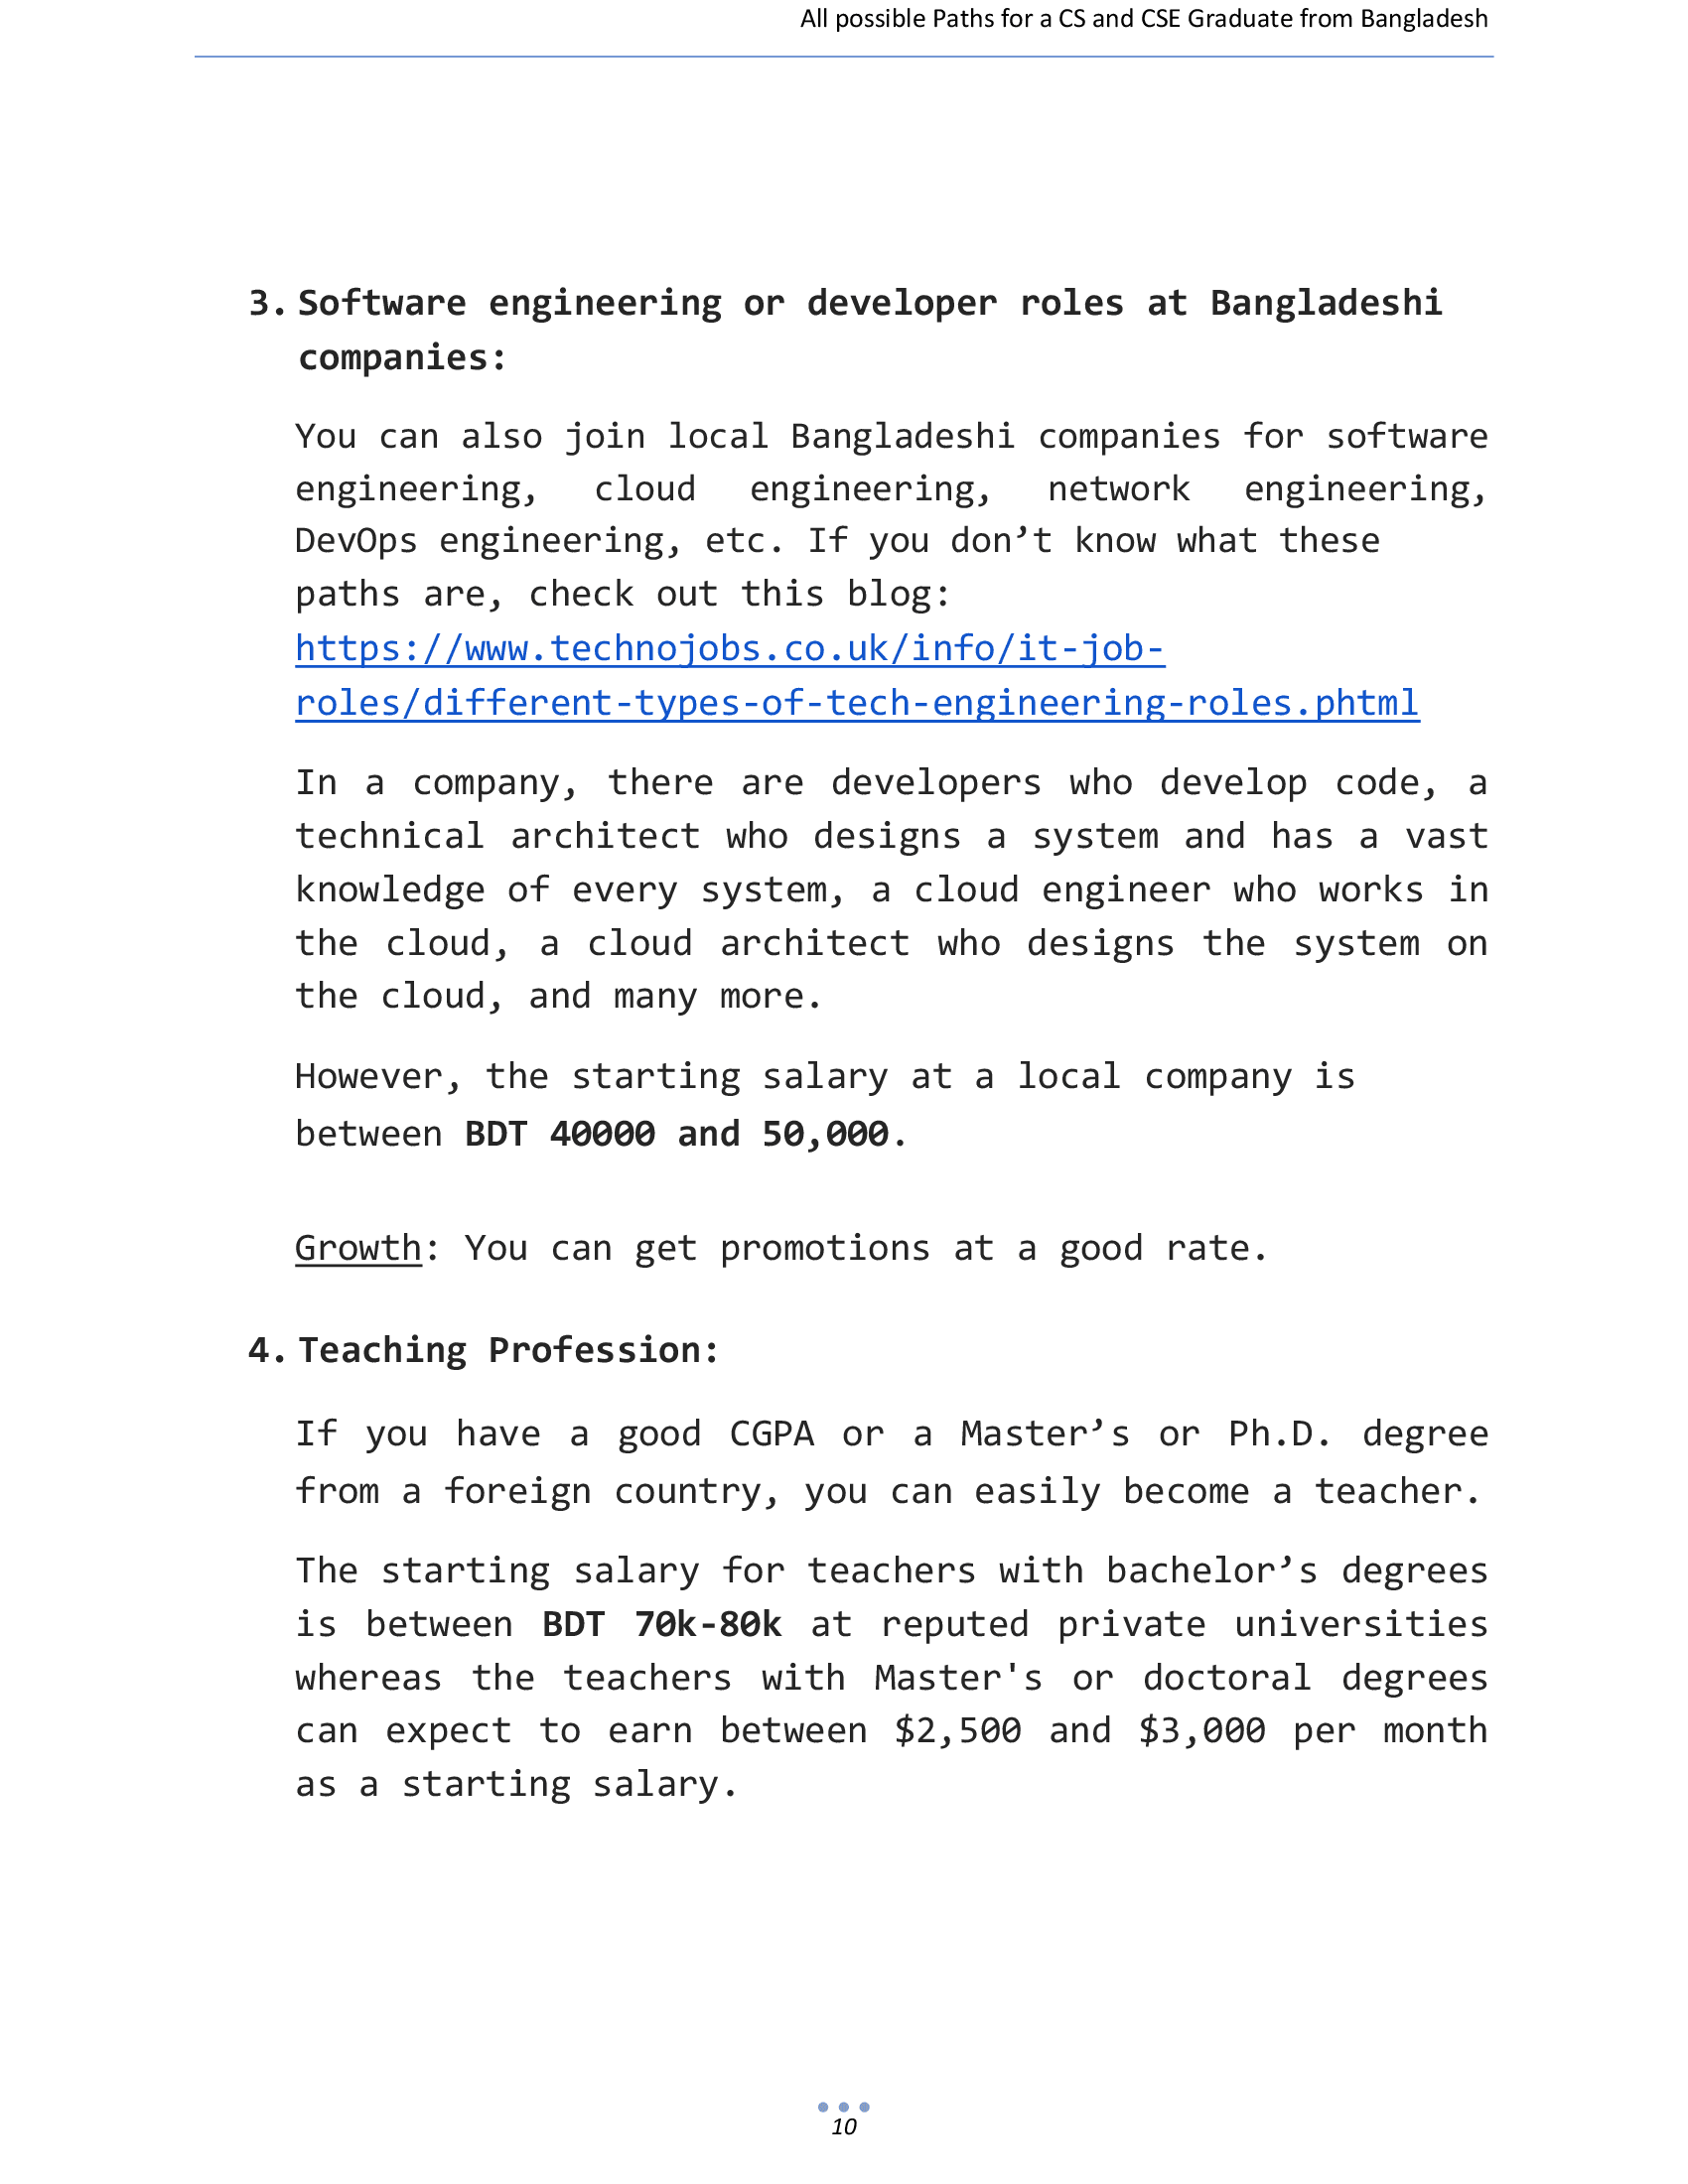 All possible Paths for a CS and CSE Graduate from Bangladesh
3. Software engineering or developer roles at Bangladeshi
companies:
You can also join local Bangladeshi companies for software
engineering, cloud engineering, network engineering,
DevOps engineering, etc. If you don’t know what these
paths are, check out this blog:
https://www.technojobs.co.uk/info/it-job-
roles/different-types-of-tech-engineering-roles.phtml
In a company, there are developers who develop code, a
technical architect who designs a system and has a vast
knowledge of every system, a cloud engineer who works in
the cloud, a cloud architect who designs the system on
the cloud, and many more.
However, the starting salary at a local company is
between BDT 40000 and 50,000.
Growth: You can get promotions at a good rate.
4. Teaching Profession:
If you have a good CGPA or a Master’s or Ph.D. degree
from a foreign country, you can easily become a teacher.
The starting salary for teachers with bachelor’s degrees
is between BDT 70k-80k at reputed private universities
whereas the teachers with Master's or doctoral degrees
can expect to earn between $2,500 and $3,000 per month
as a starting salary.
10